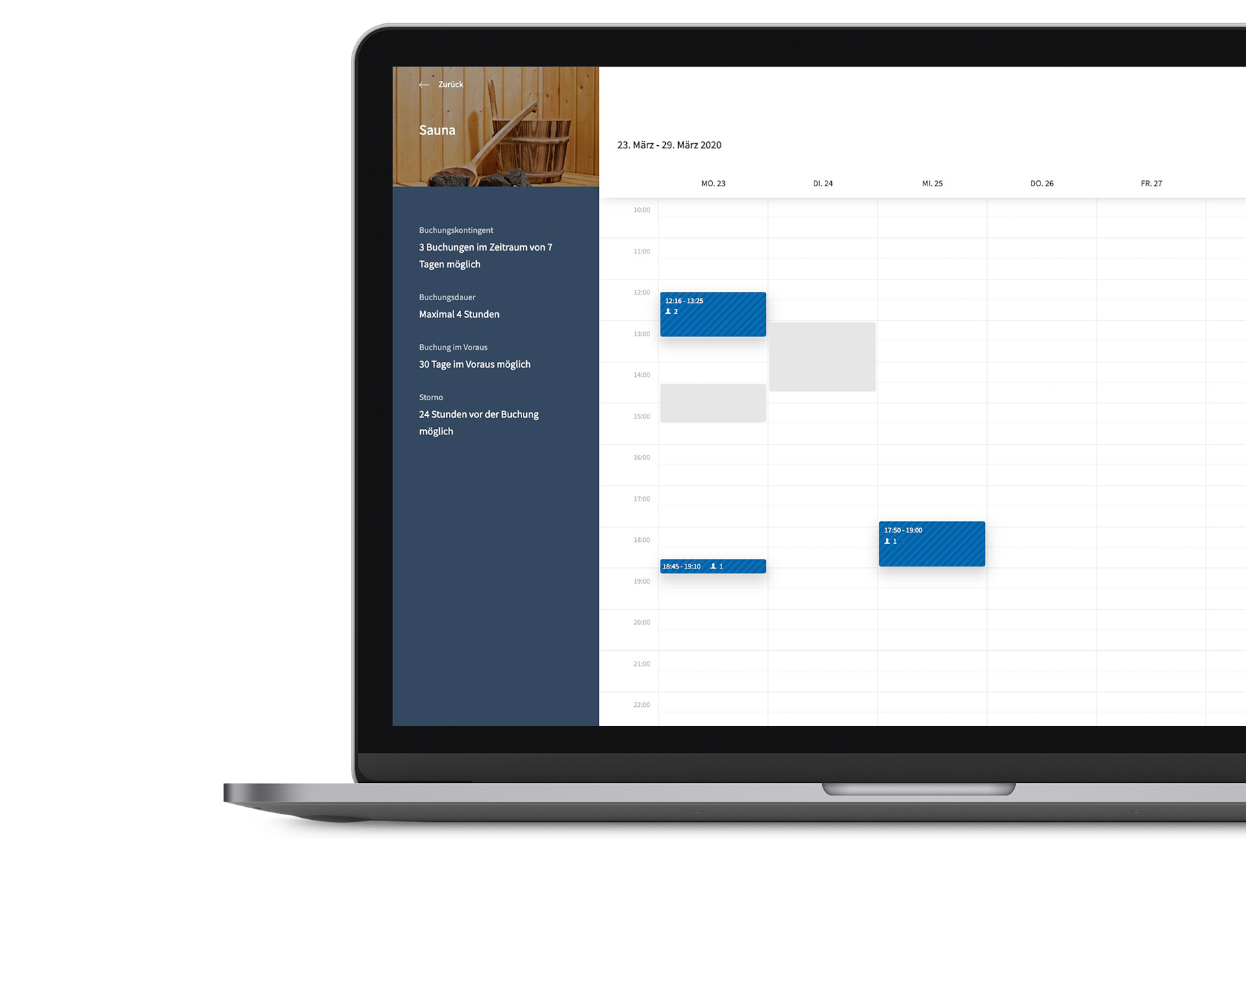 Zurück
Sauna
Buchungskontingent
3 Buchungen im Zeitraum von 7
Tagen möglich
Buchungsdauer
Maximal 4 Stunden
Buchung im Voraus
30 Tage im Voraus möglich
Storno
24 Stunden vor der Buchung
möglich
23. März - 29. März 2020
MO. 23 DI. 24 MI. 25 DO. 26 FR. 27
10:00
11:00
12:00
12:16 - 13:25
2
13:00
14:00
15:00
16:00
17:00
17:50 - 19:00
18:00
1
18:45 - 19:10 1
19:00
20:00
21:00
22:00